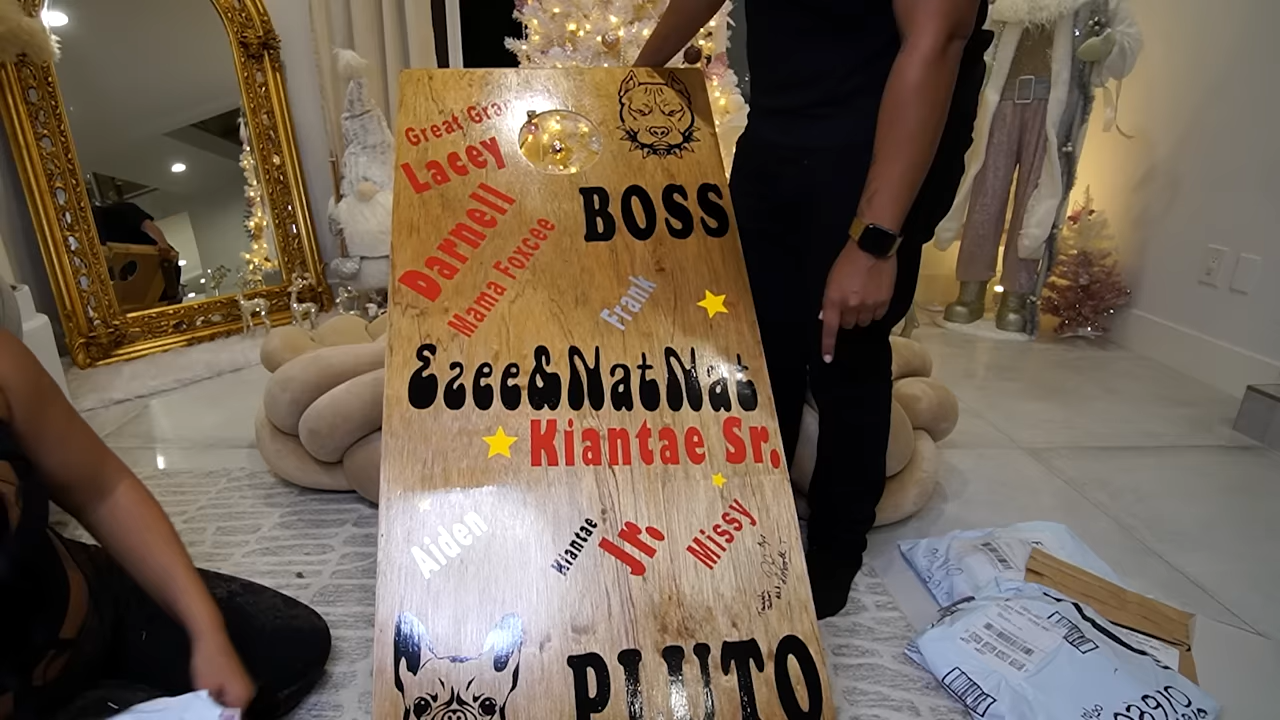 Great Gra
Lacey
BOSS
Darnell
Mama Foxcee
Frank
Ezee&NatNat
Kiantae Sr.
Aiden
Kiantae
Jr.
Missy
PLUTO